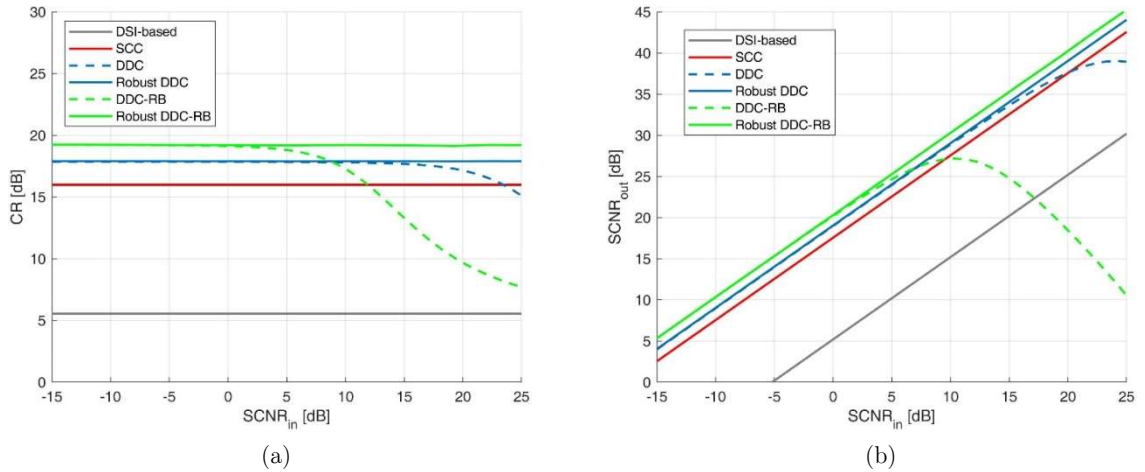 30
25
20
15
10
5
0
CR [dB]
DSI-based
SCC
DDC
Robust DDC
DDC-RB
Robust DDC-RB
-15 -10 -5 0 5 10 15 20 25
SCNR_in [dB]
(a)
45
40
35
30
25
20
15
10
5
0
SCNR_out [dB]
DSI-based
SCC
DDC
Robust DDC
DDC-RB
Robust DDC-RB
-15 -10 -5 0 5 10 15 20 25
SCNR_in [dB]
(b)